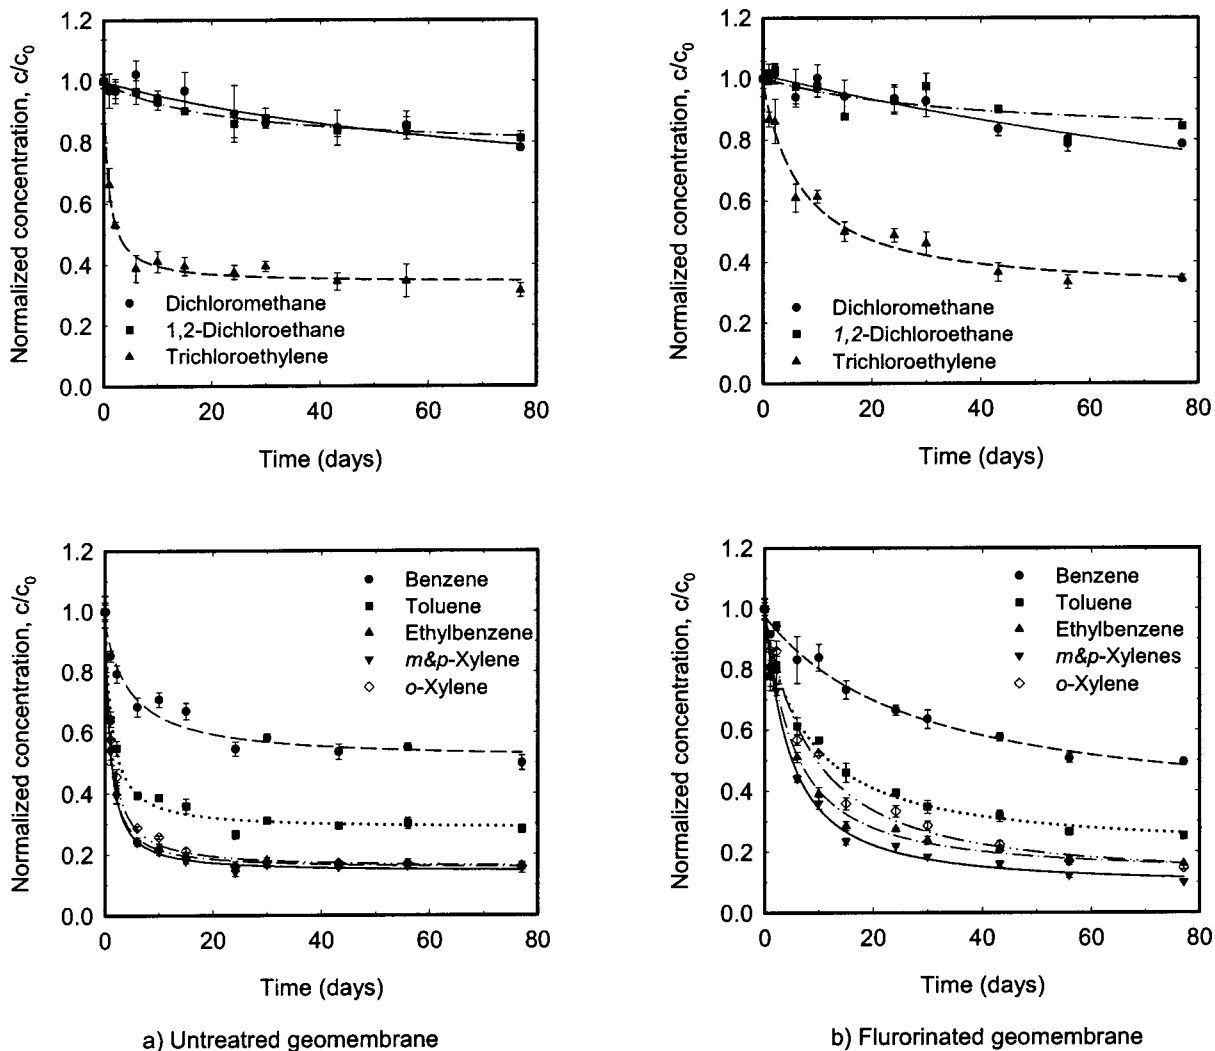 Normalized concentration, c/c0
1.2
1.0
0.8
0.6
0.4
0.2
0.0
Dichloromethane
1,2-Dichloroethane
Trichloroethylene
0 20 40 60 80
Time (days)
Normalized concentration, c/c0
1.2
1.0
0.8
0.6
0.4
0.2
0.0
Dichloromethane
1,2-Dichloroethane
Trichloroethylene
0 20 40 60 80
Time (days)
Normalized concentration, c/c0
1.2
1.0
0.8
0.6
0.4
0.2
0.0
Benzene
Toluene
Ethylbenzene
m&p-Xylene
o-Xylene
0 20 40 60 80
Time (days)
a) Untreatred geomembrane
Normalized concentration, c/c0
1.2
1.0
0.8
0.6
0.4
0.2
0.0
Benzene
Toluene
Ethylbenzene
m&p-Xylenes
o-Xylene
0 20 40 60 80
Time (days)
b) Flurorinated geomembrane